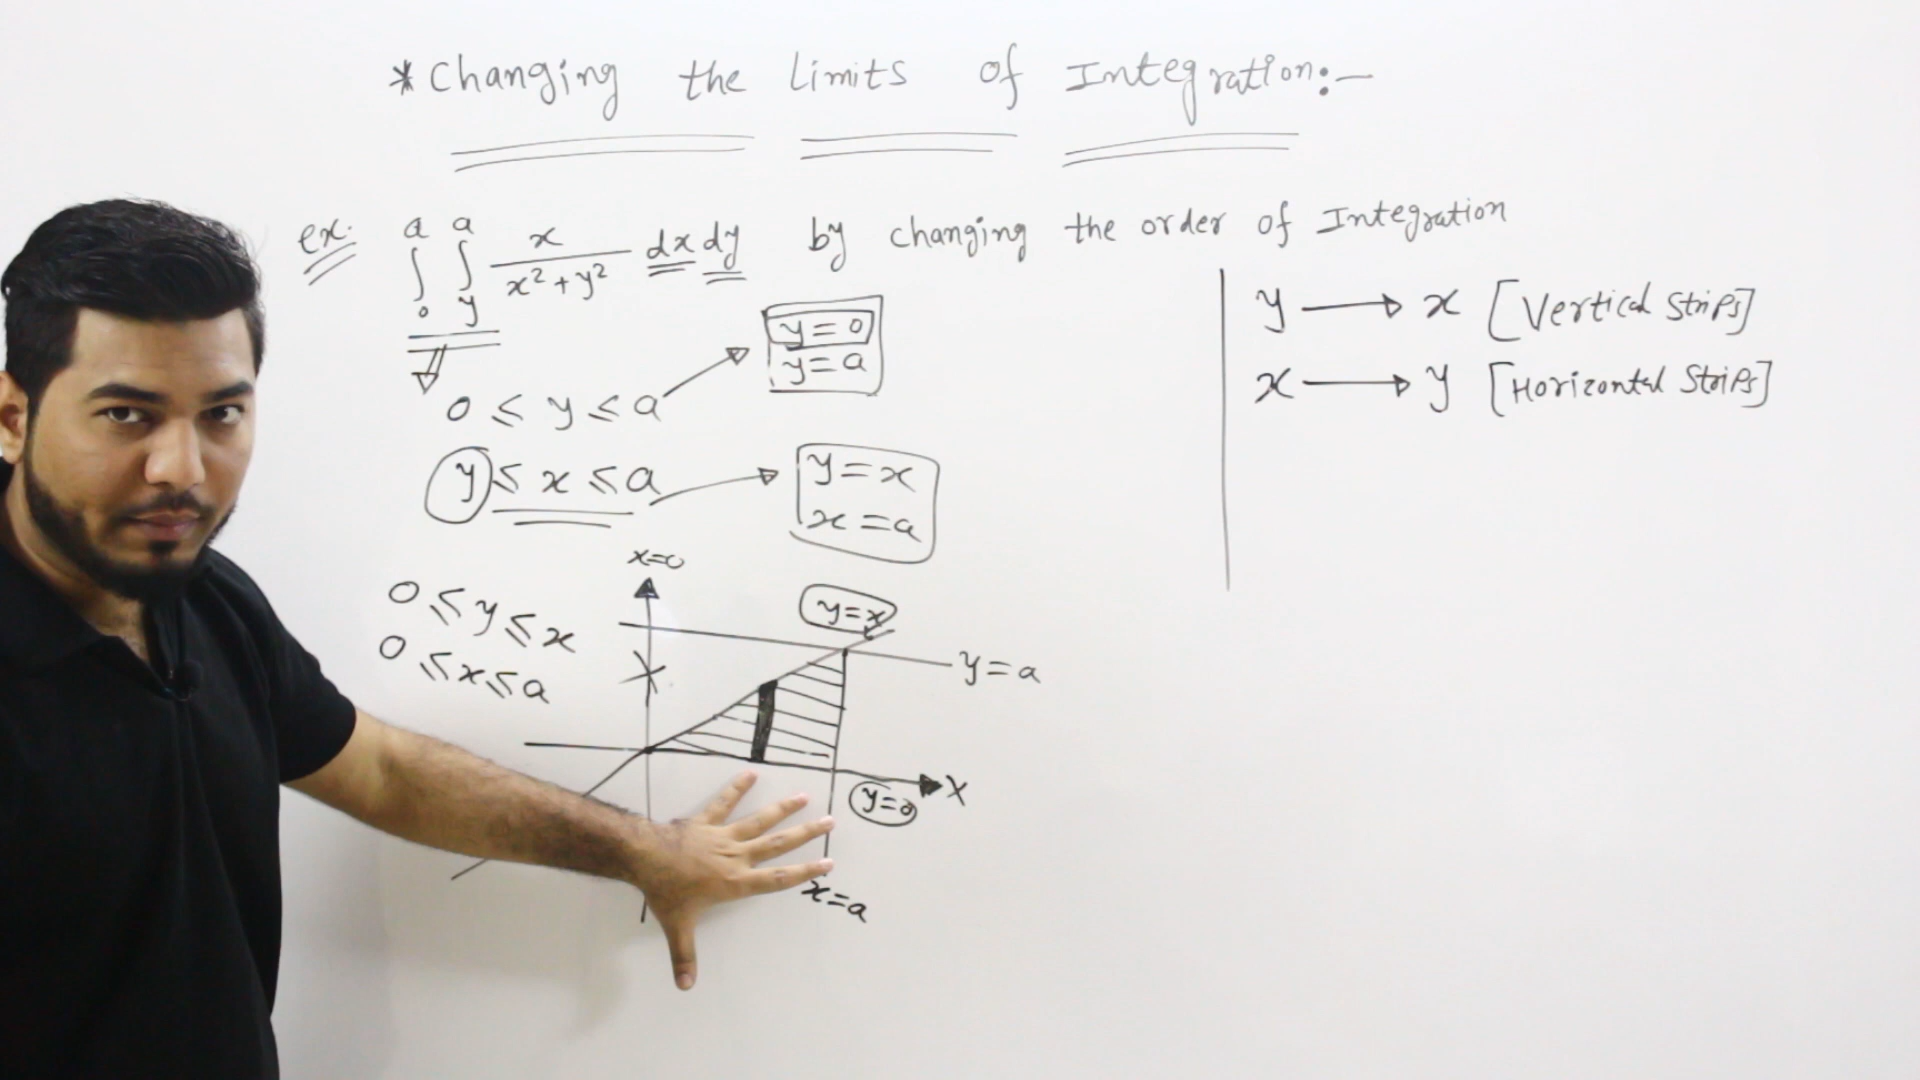 * Changing the Limits of Integration:—
ex. ∫₀ᵃ ∫ᵧᵃ x/(x²+y²) dx dy by changing the order of Integration
y → x [Vertical Strips]
x → y [Horizontal Strips]
y=0
y=a
0 ≤ y ≤ a
y ≤ x ≤ a
y=x
x=a
0 ≤ y ≤ x
0 ≤ x ≤ a
x=0
y=x
y=a
Y
X
y=0
x=a